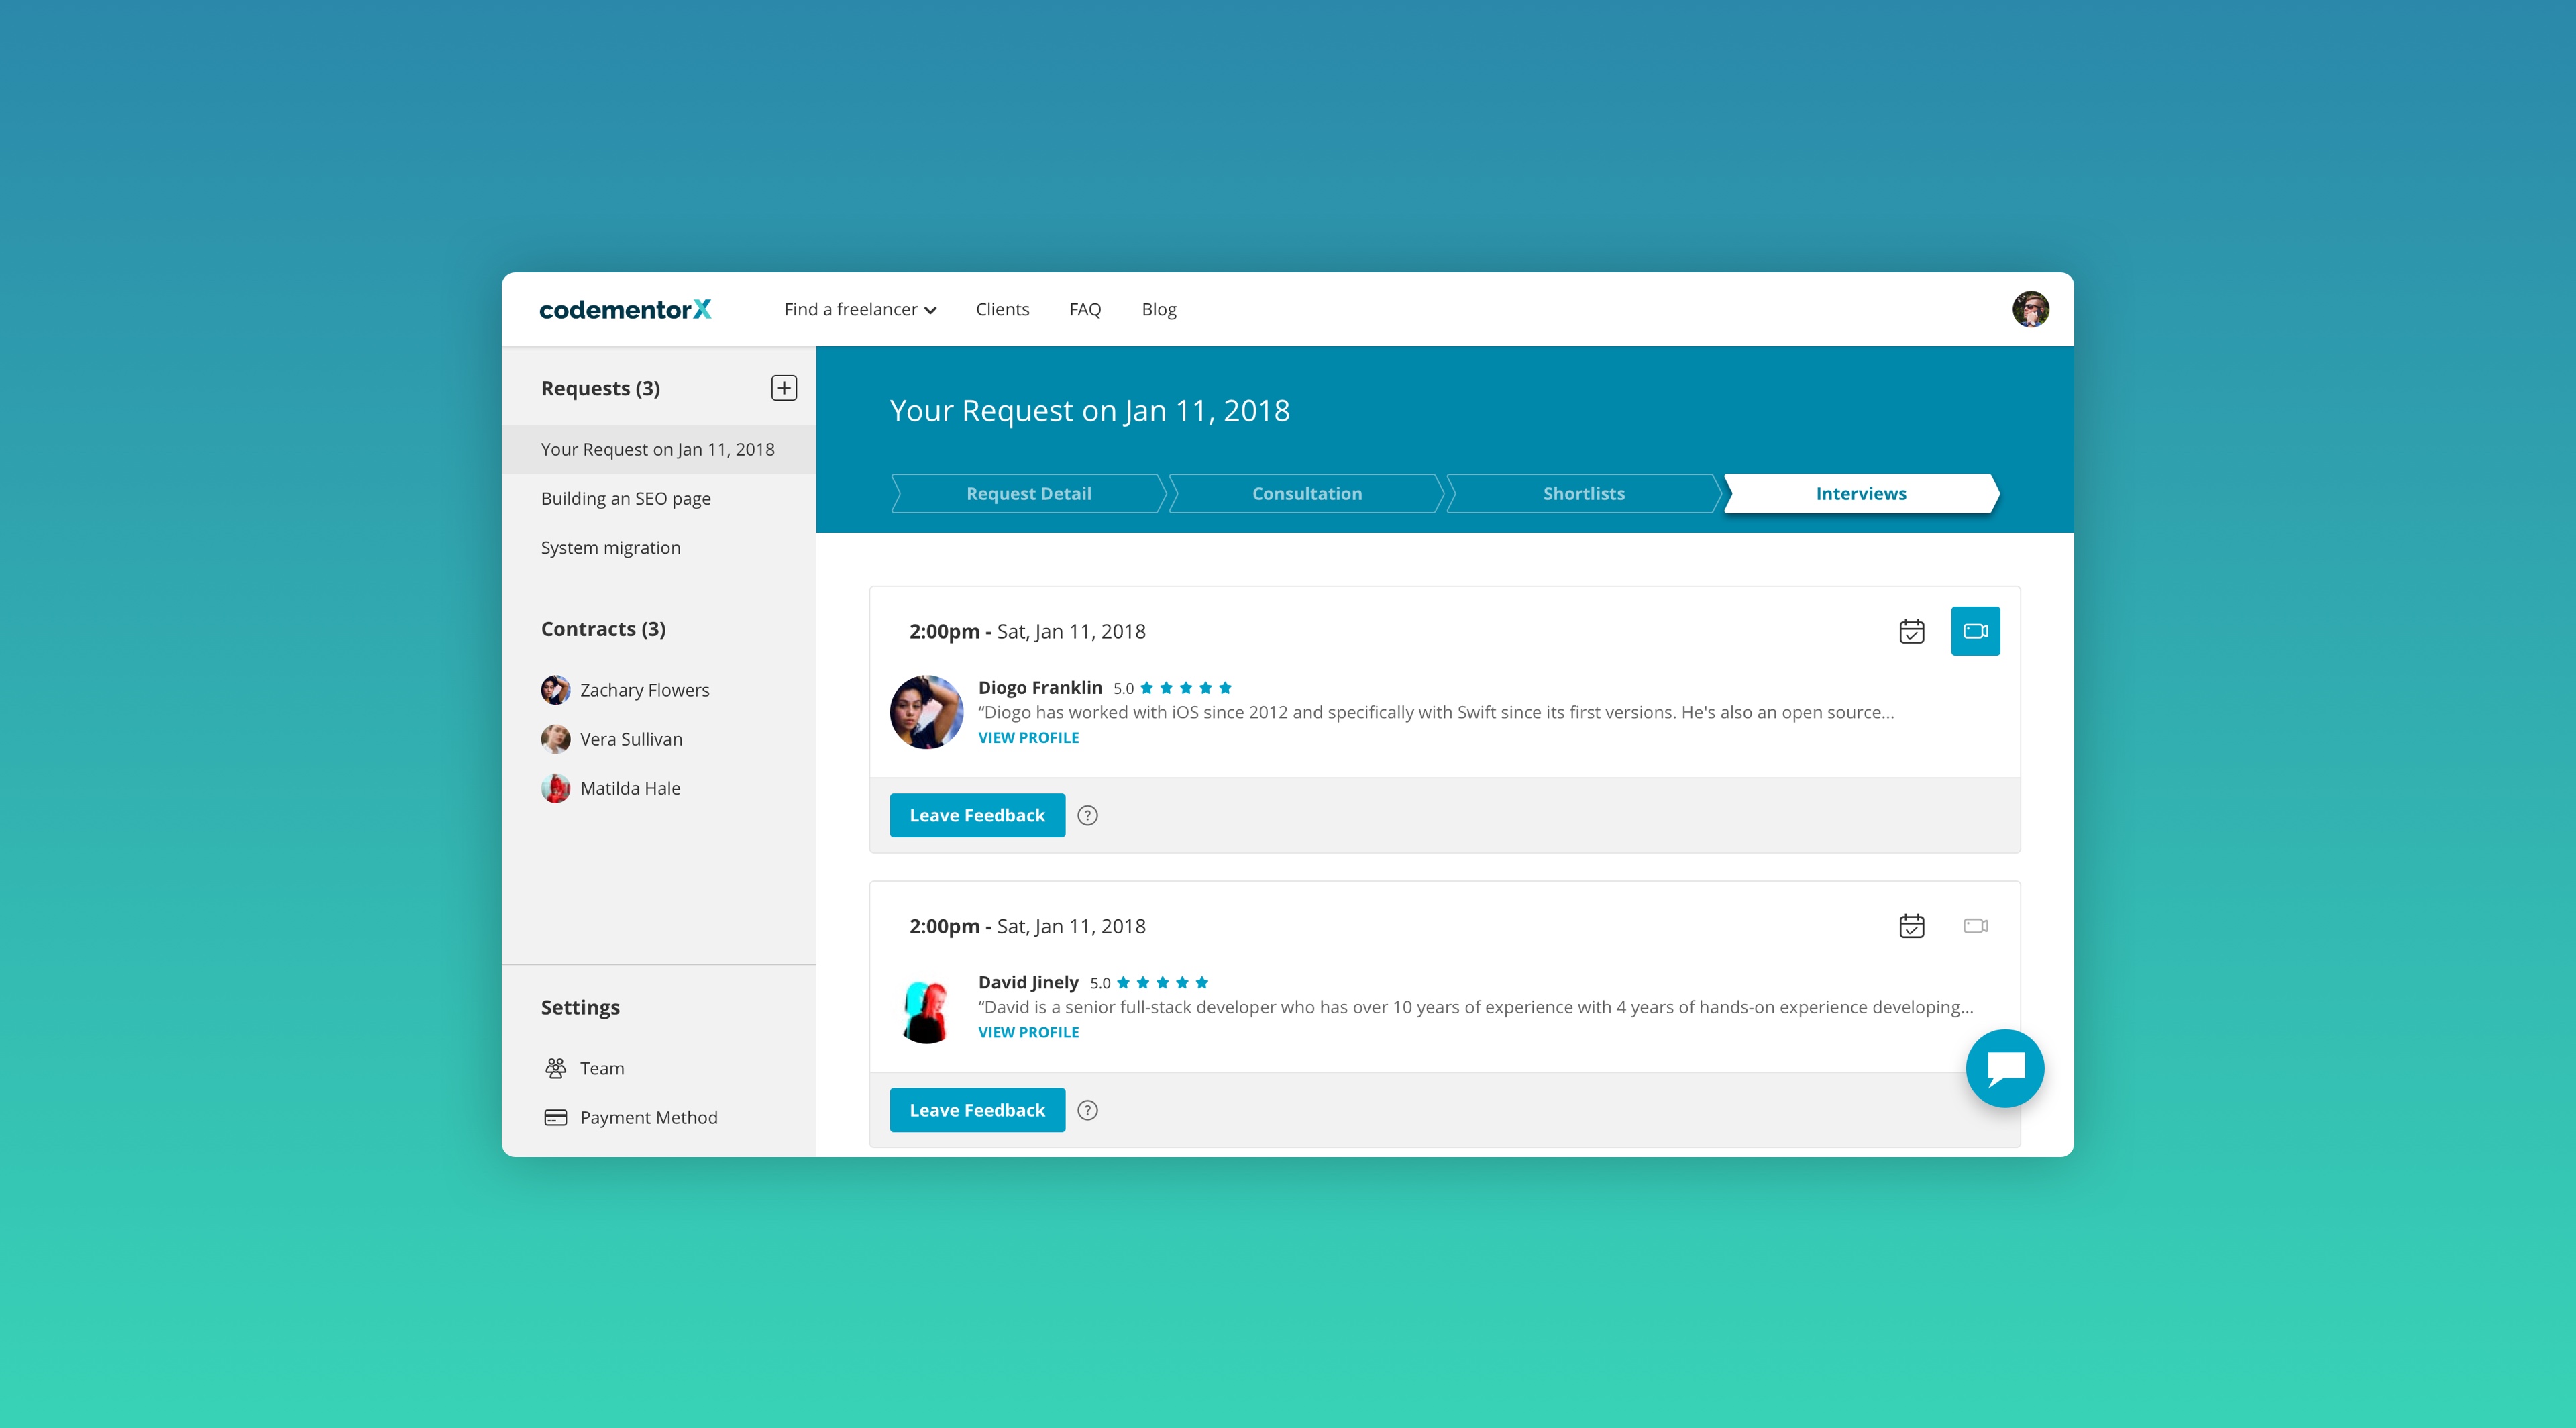 codementorX
Find a freelancer
Clients
FAQ
Blog
Requests (3)
Your Request on Jan 11, 2018
Building an SEO page
System migration
Contracts (3)
Zachary Flowers
Vera Sullivan
Matilda Hale
Settings
Team
Payment Method
Your Request on Jan 11, 2018
Request Detail
Consultation
Shortlists
Interviews
2:00pm - Sat, Jan 11, 2018
Diogo Franklin 5.0
“Diogo has worked with iOS since 2012 and specifically with Swift since its first versions. He's also an open source...
VIEW PROFILE
Leave Feedback ?
2:00pm - Sat, Jan 11, 2018
David Jinely 5.0
“David is a senior full-stack developer who has over 10 years of experience with 4 years of hands-on experience developing...
VIEW PROFILE
Leave Feedback ?